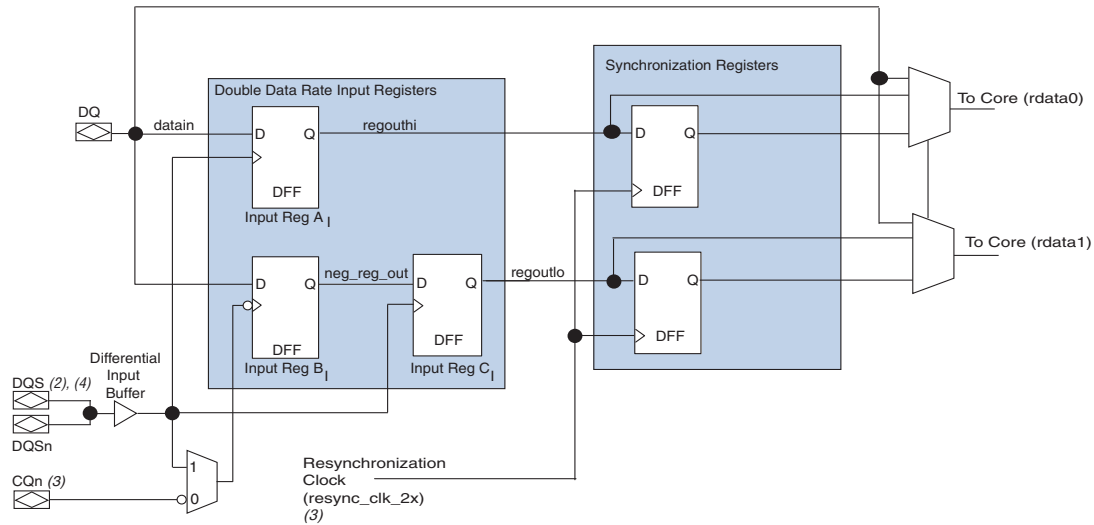 Synchronization Registers
Double Data Rate Input Registers
To Core (rdata0)
DQ
datain
D
Q
regouthi
DFF
Input Reg A I
D
Q
DFF
To Core (rdata1)
D
Q
neg_reg_out
DFF
Input Reg B I
D
Q
regoutlo
DFF
Input Reg C I
D
Q
DFF
Differential
Input
Buffer
DQS (2), (4)
DQSn
CQn (3)
1
0
Resynchronization
Clock
(resync_clk_2x)
(3)